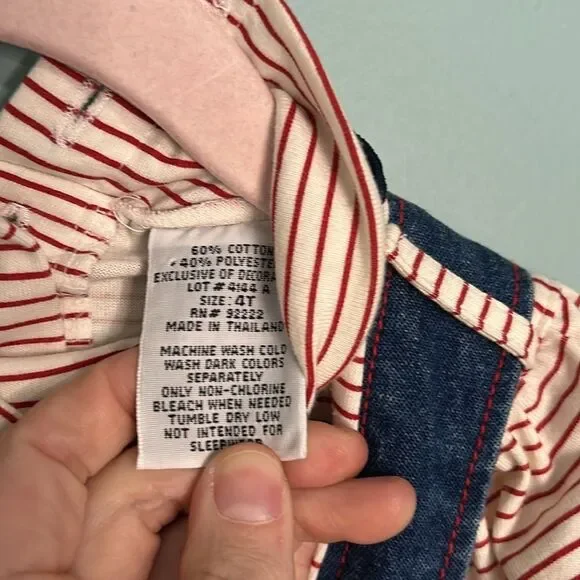 60% COTTON
40% POLYESTER
EXCLUSIVE OF DECORA
LOT# 4144 A
SIZE: 4T
RN# 92222
MADE IN THAILAND
MACHINE WASH COLD
WASH DARK COLORS
SEPARATELY
ONLY NON-CHLORINE
BLEACH WHEN NEEDED
TUMBLE DRY LOW
NOT INTENDED FOR
SLEEPWEAR